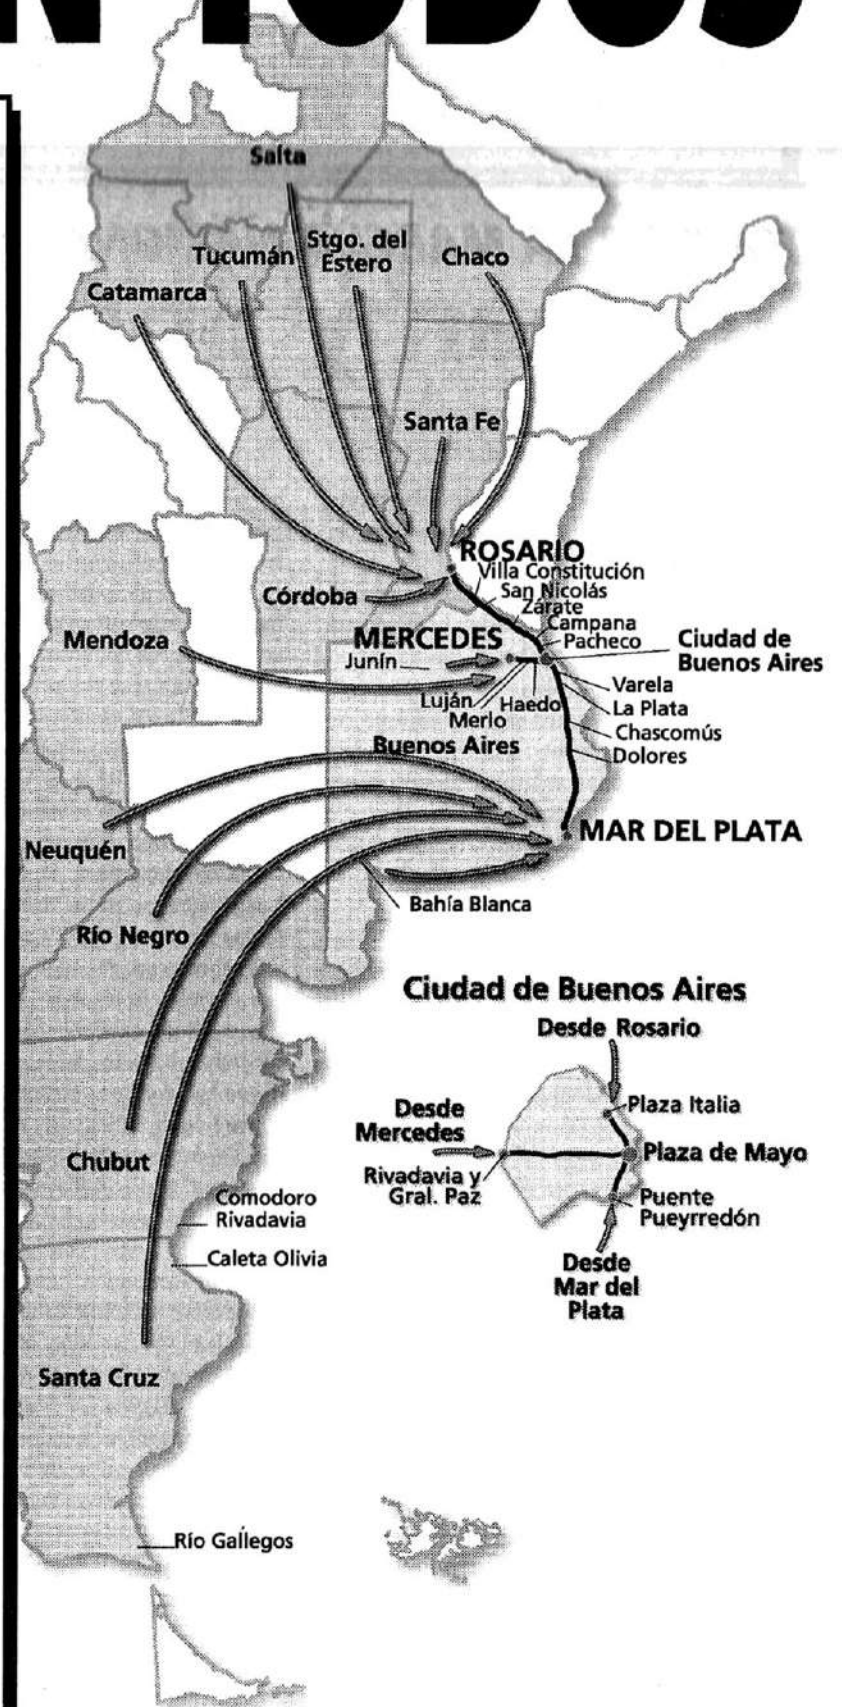 N TODOS
Salta
Tucumán
Stgo. del
Estero
Chaco
Catamarca
Santa Fe
ROSARIO
Villa Constitución
San Nicolás
Zárate
Campana
Pacheco
Córdoba
Mendoza
MERCEDES
Junín
Ciudad de
Buenos Aires
Varela
La Plata
Chascomús
Dolores
Luján
Merlo
Haedo
Buenos Aires
MAR DEL PLATA
Neuquén
Bahía Blanca
Río Negro
Ciudad de Buenos Aires
Desde Rosario
Plaza Italia
Desde
Mercedes
Plaza de Mayo
Rivadavia y
Gral. Paz
Puente
Pueyrredón
Desde
Mar del
Plata
Chubut
Comodoro
Rivadavia
Caleta Olivia
Santa Cruz
Río Gallegos